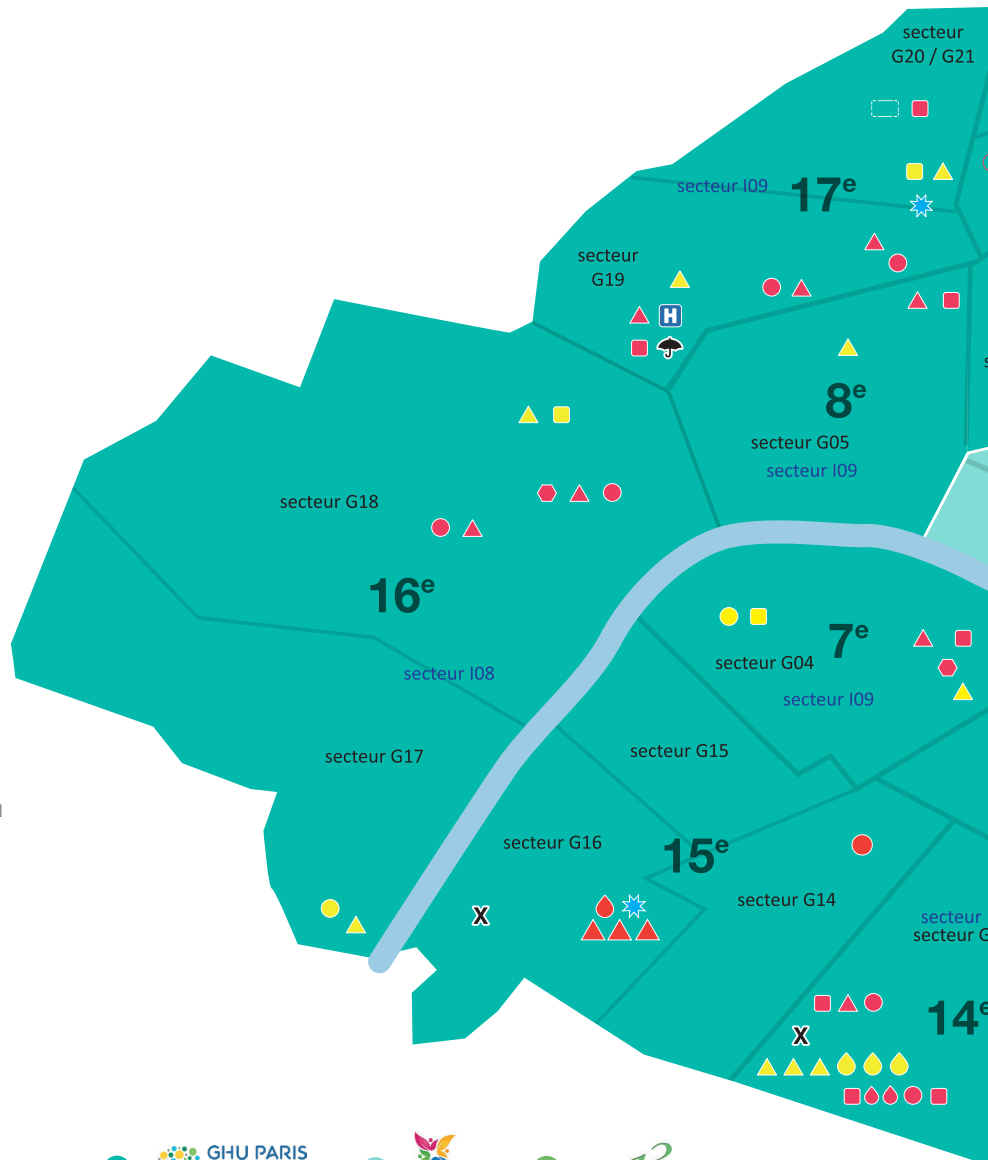 secteur
G20 / G21
secteur I09
17e
secteur
G19
H
8e
secteur G05
secteur I09
secteur G18
16e
7e
secteur G04
secteur I09
secteur I08
secteur G15
secteur G17
secteur G16
15e
secteur G14
X
secteur
secteur
14e
X
GHU PARIS